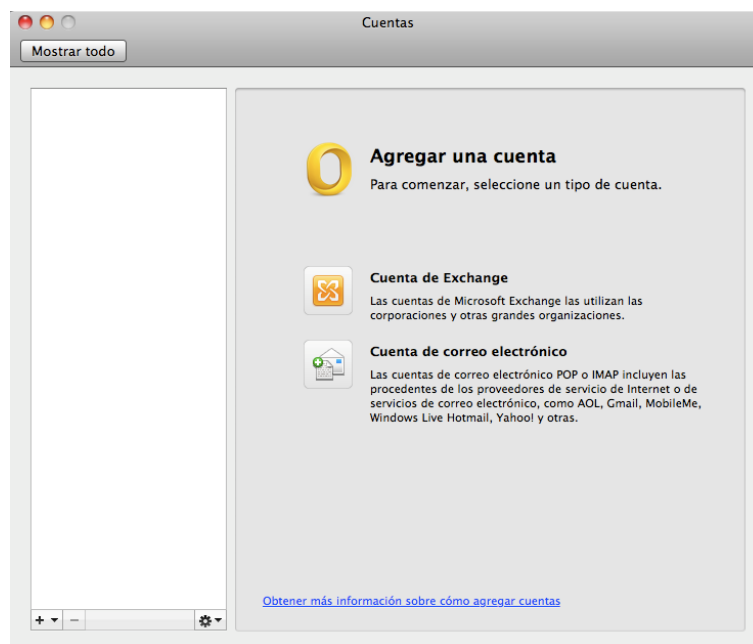 Cuentas
Mostrar todo
Agregar una cuenta
Para comenzar, seleccione un tipo de cuenta.
Cuenta de Exchange
Las cuentas de Microsoft Exchange las utilizan las
corporaciones y otras grandes organizaciones.
Cuenta de correo electrónico
Las cuentas de correo electrónico POP o IMAP incluyen las
procedentes de los proveedores de servicio de Internet o de
servicios de correo electrónico, como AOL, Gmail, MobileMe,
Windows Live Hotmail, Yahoo! y otras.
Obtener más información sobre cómo agregar cuentas